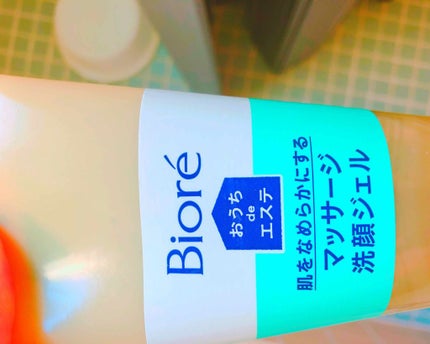 Bioré
おうち
de
エステ
肌をなめらかにする
マッサージ
洗顔ジェル